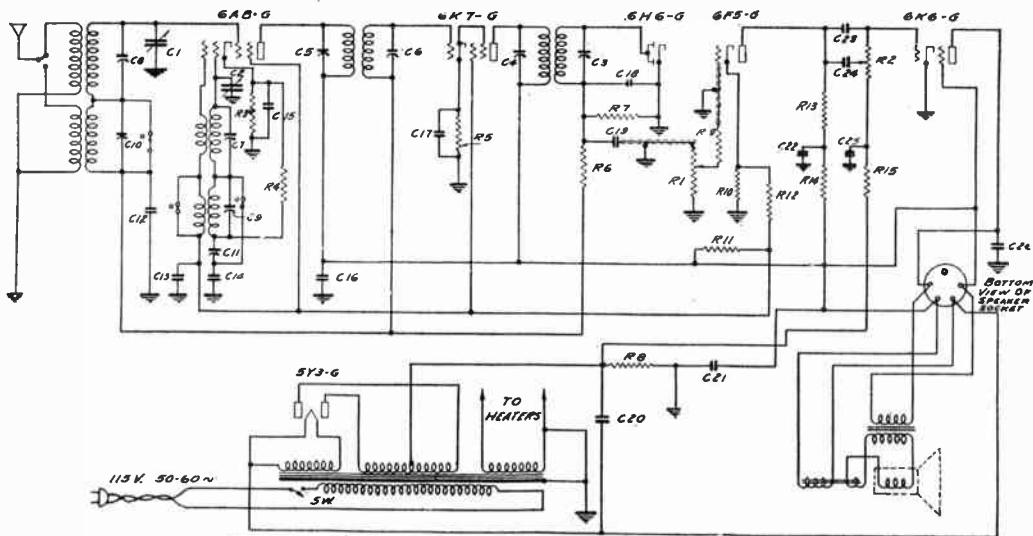 6A8-G
6K7-G
6H6-G
6F5-G
6K6-G
C8
C1
C2
R3
C15
C5
C6
C4
C3
C18
C23
C24
R2
C10
C7
R4
C17
R5
R7
C19
R6
R9
R13
C22
C25
C12
C9
R1
R10
R12
R14
R15
C11
R11
C13
C14
C16
C26
BOTTOM
VIEW OF
SPEAKER
SOCKET
5Y3-G
R8
C21
TO
HEATERS
C20
115 V. 50-60~
SW.